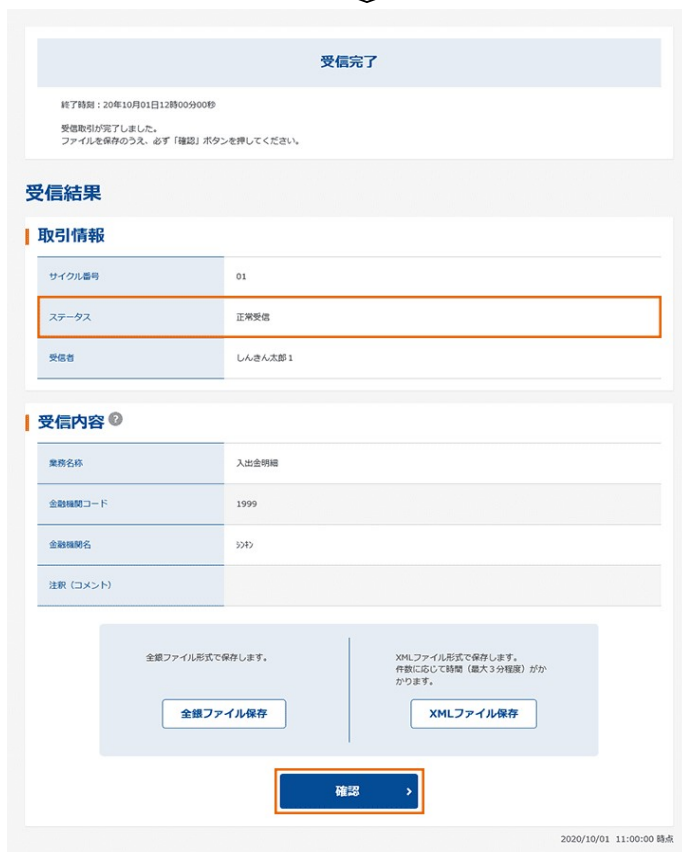 受信完了
終了時刻：20年10月01日12時00分00秒
受信取引が完了しました。
ファイルを保存のうえ、必ず「確認」ボタンを押してください。
受信結果
取引情報
サイクル番号 01
ステータス 正常受信
受信者 しんきん太郎１
受信内容 ?
業務名称 入出金明細
金融機関コード 1999
金融機関名 ｼﾝｷﾝ
注釈（コメント）
全銀ファイル形式で保存します。
全銀ファイル保存
XMLファイル形式で保存します。
件数に応じて時間（最大３分程度）がか
かります。
XMLファイル保存
確認
2020/10/01 11:00:00 時点